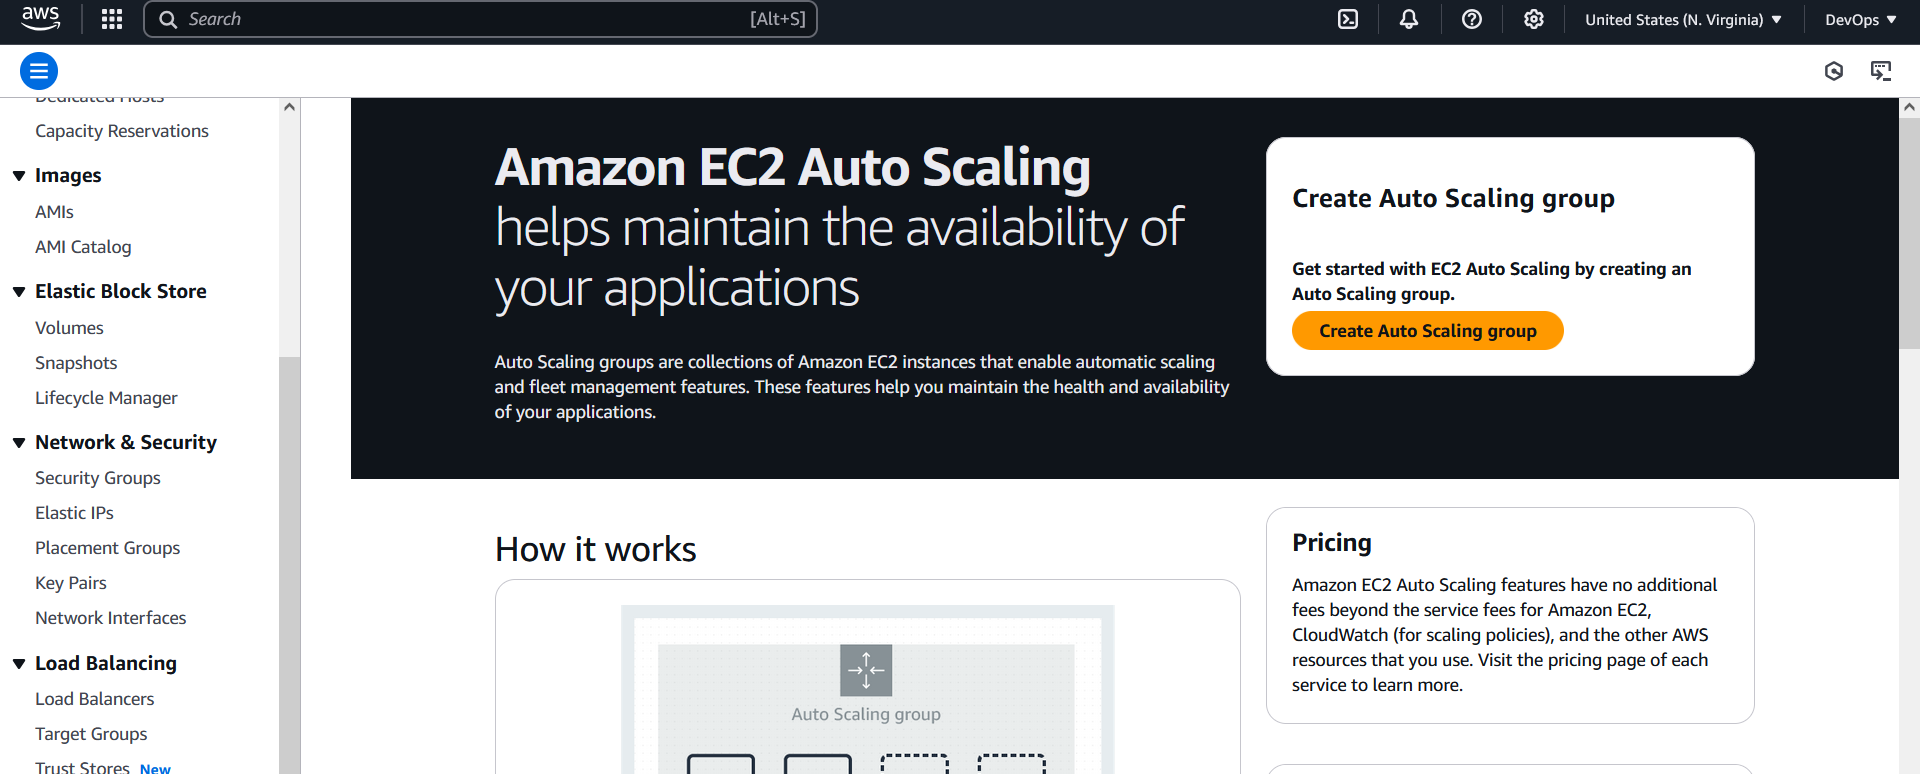 aws
Search [Alt+S]
United States (N. Virginia)
DevOps
Dedicated Hosts
Capacity Reservations
Images
AMIs
AMI Catalog
Elastic Block Store
Volumes
Snapshots
Lifecycle Manager
Network & Security
Security Groups
Elastic IPs
Placement Groups
Key Pairs
Network Interfaces
Load Balancing
Load Balancers
Target Groups
Trust Stores New
Amazon EC2 Auto Scaling
helps maintain the availability of
your applications
Auto Scaling groups are collections of Amazon EC2 instances that enable automatic scaling
and fleet management features. These features help you maintain the health and availability
of your applications.
Create Auto Scaling group
Get started with EC2 Auto Scaling by creating an
Auto Scaling group.
Create Auto Scaling group
How it works
Auto Scaling group
Pricing
Amazon EC2 Auto Scaling features have no additional
fees beyond the service fees for Amazon EC2,
CloudWatch (for scaling policies), and the other AWS
resources that you use. Visit the pricing page of each
service to learn more.